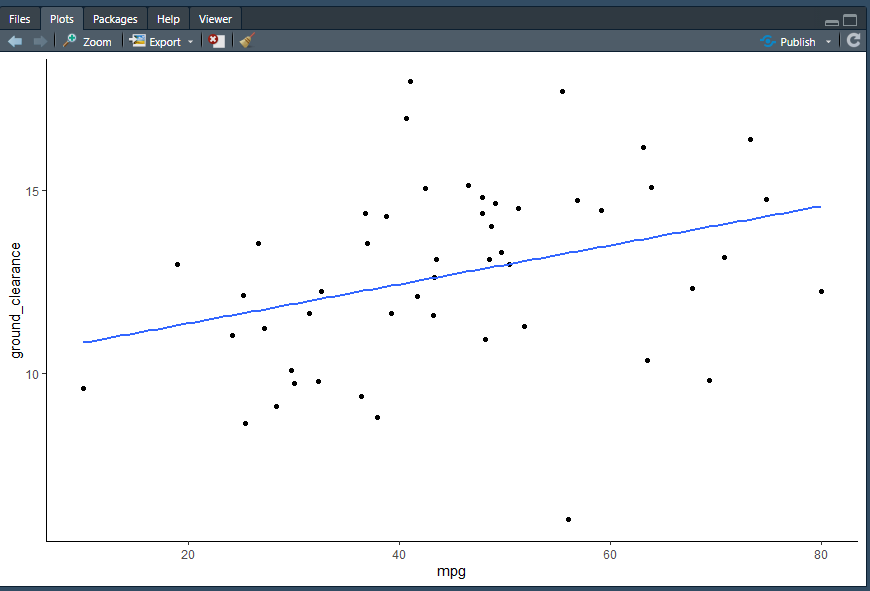 Files Plots Packages Help Viewer
Zoom Export Publish
15
10
ground_clearance
20 40 60 80
mpg